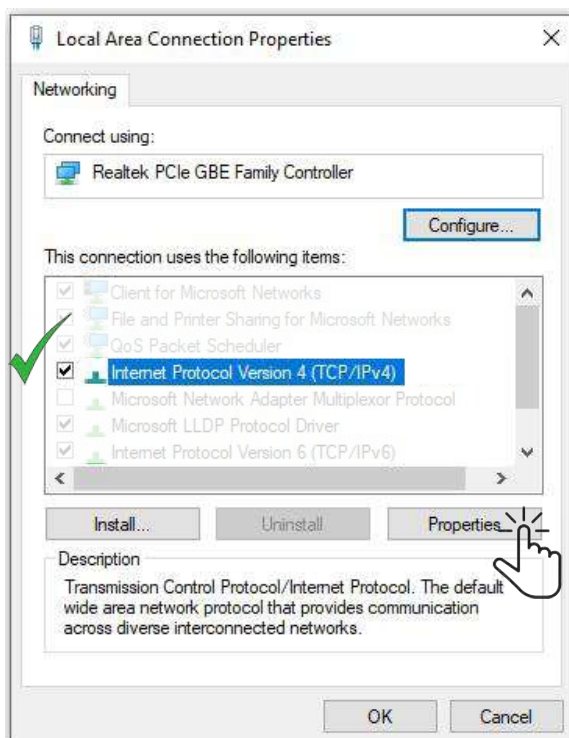 Local Area Connection Properties
Networking
Connect using:
Realtek PCIe GBE Family Controller
Configure...
This connection uses the following items:
Client for Microsoft Networks
File and Printer Sharing for Microsoft Networks
QoS Packet Scheduler
Internet Protocol Version 4 (TCP/IPv4)
Microsoft Network Adapter Multiplexor Protocol
Microsoft LLDP Protocol Driver
Internet Protocol Version 6 (TCP/IPv6)
Install...
Uninstall
Properties
Description
Transmission Control Protocol/Internet Protocol. The default
wide area network protocol that provides communication
across diverse interconnected networks.
OK
Cancel